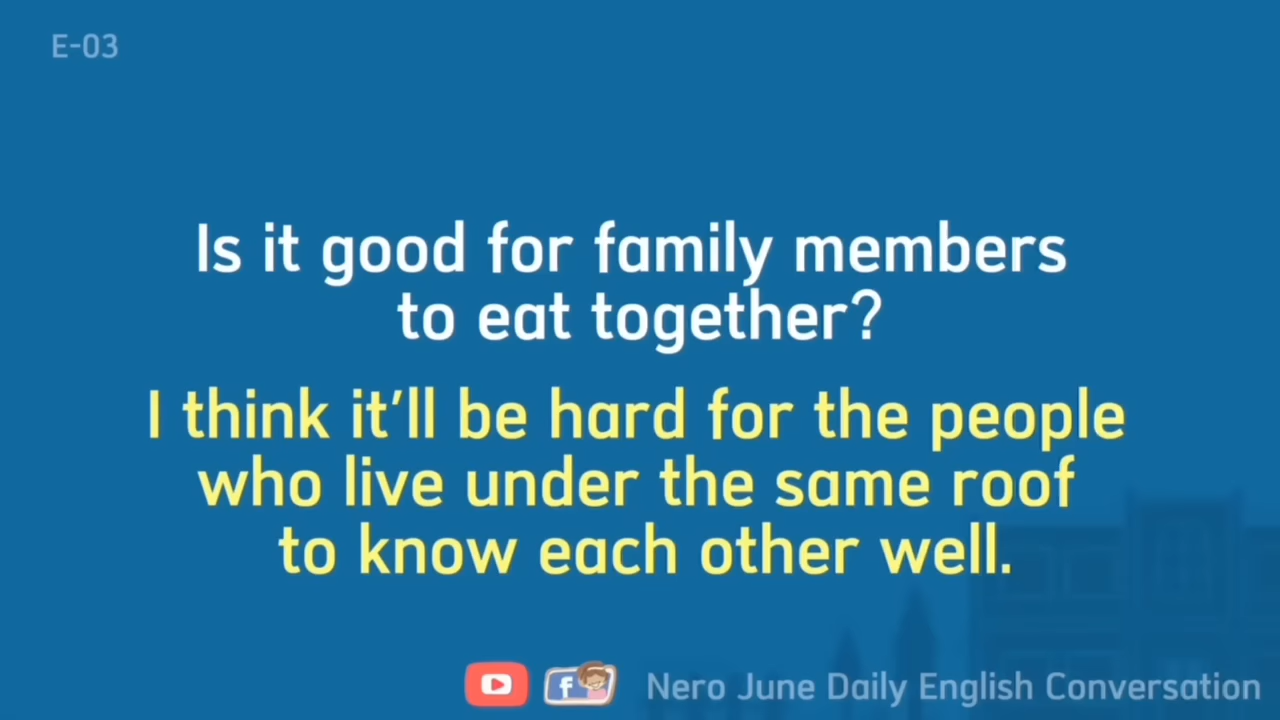 E-03
Is it good for family members
to eat together?
I think it'll be hard for the people
who live under the same roof
to know each other well.
Nero June Daily English Conversation